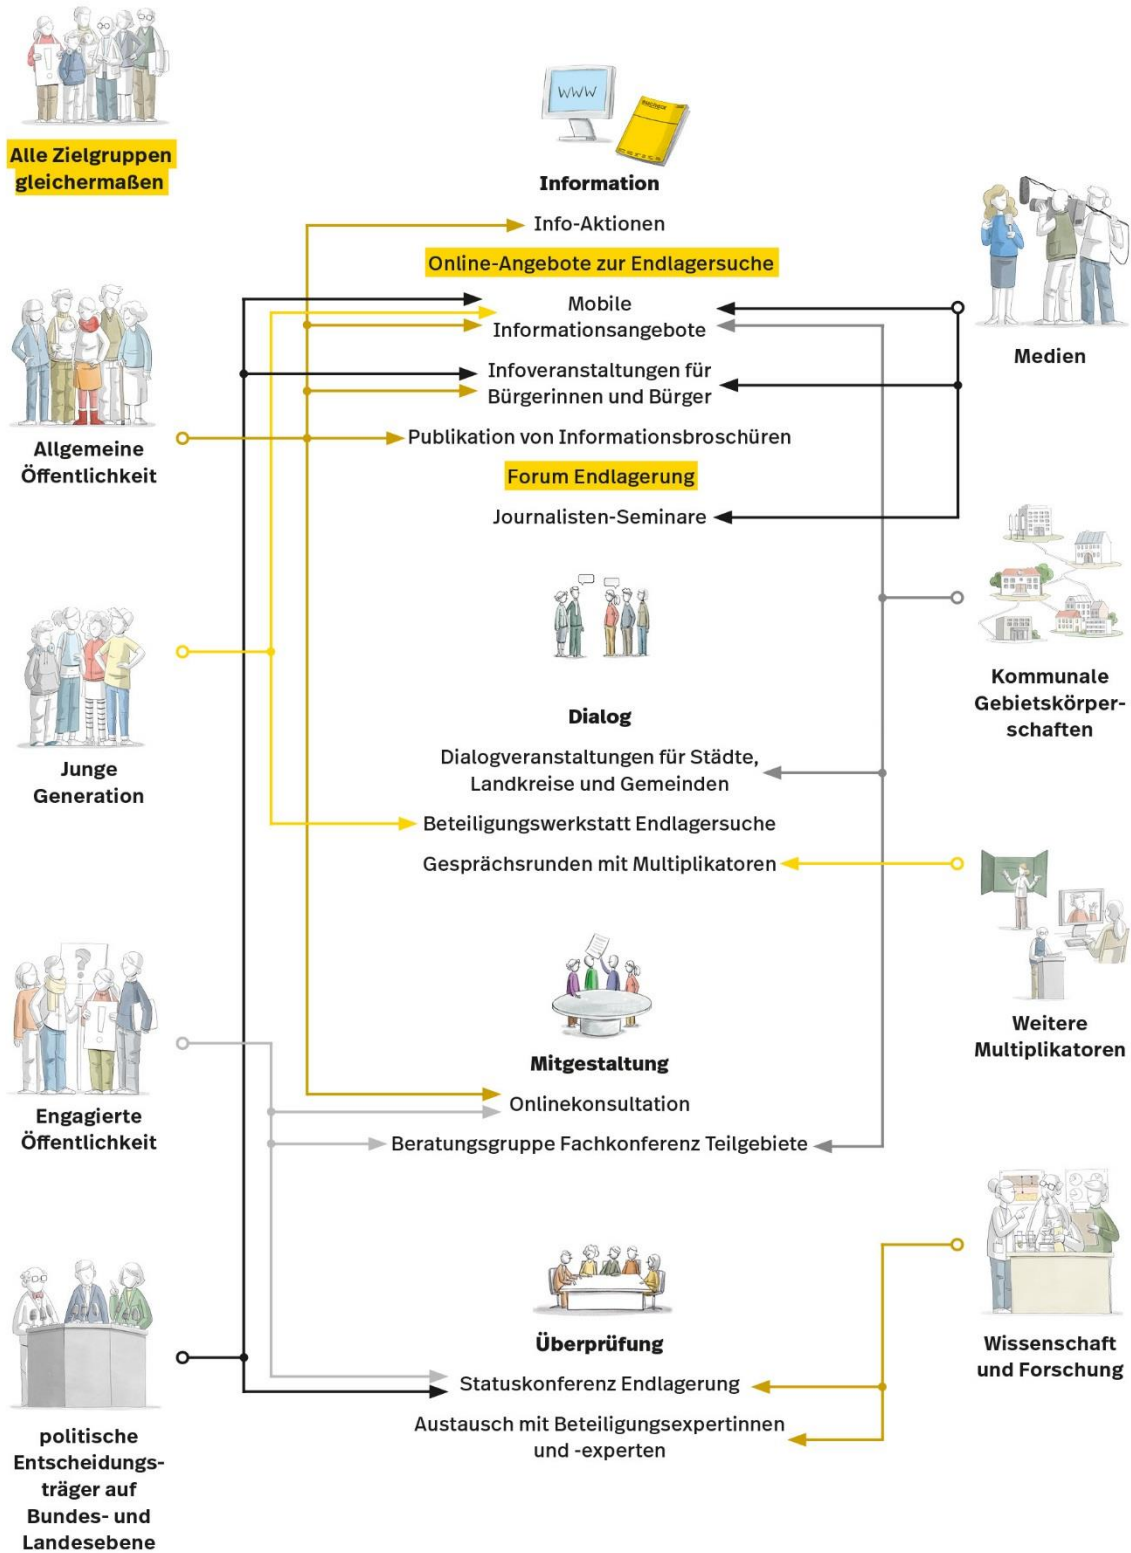 Alle Zielgruppen
gleichermaßen
WWW
Information
Info-Aktionen
Online-Angebote zur Endlagersuche
Mobile
Informationsangebote
Infoveranstaltungen für
Bürgerinnen und Bürger
Publikation von Informationsbroschüren
Forum Endlagerung
Journalisten-Seminare
Medien
Allgemeine
Öffentlichkeit
Kommunale
Gebietskörper-
schaften
Junge
Generation
Dialog
Dialogveranstaltungen für Städte,
Landkreise und Gemeinden
Beteiligungswerkstatt Endlagersuche
Gesprächsrunden mit Multiplikatoren
Weitere
Multiplikatoren
?
!
Engagierte
Öffentlichkeit
Mitgestaltung
Onlinekonsultation
Beratungsgruppe Fachkonferenz Teilgebiete
Überprüfung
Statuskonferenz Endlagerung
Austausch mit Beteiligungsexpertinnen
und -experten
Wissenschaft
und Forschung
politische
Entscheidungs-
träger auf
Bundes- und
Landesebene